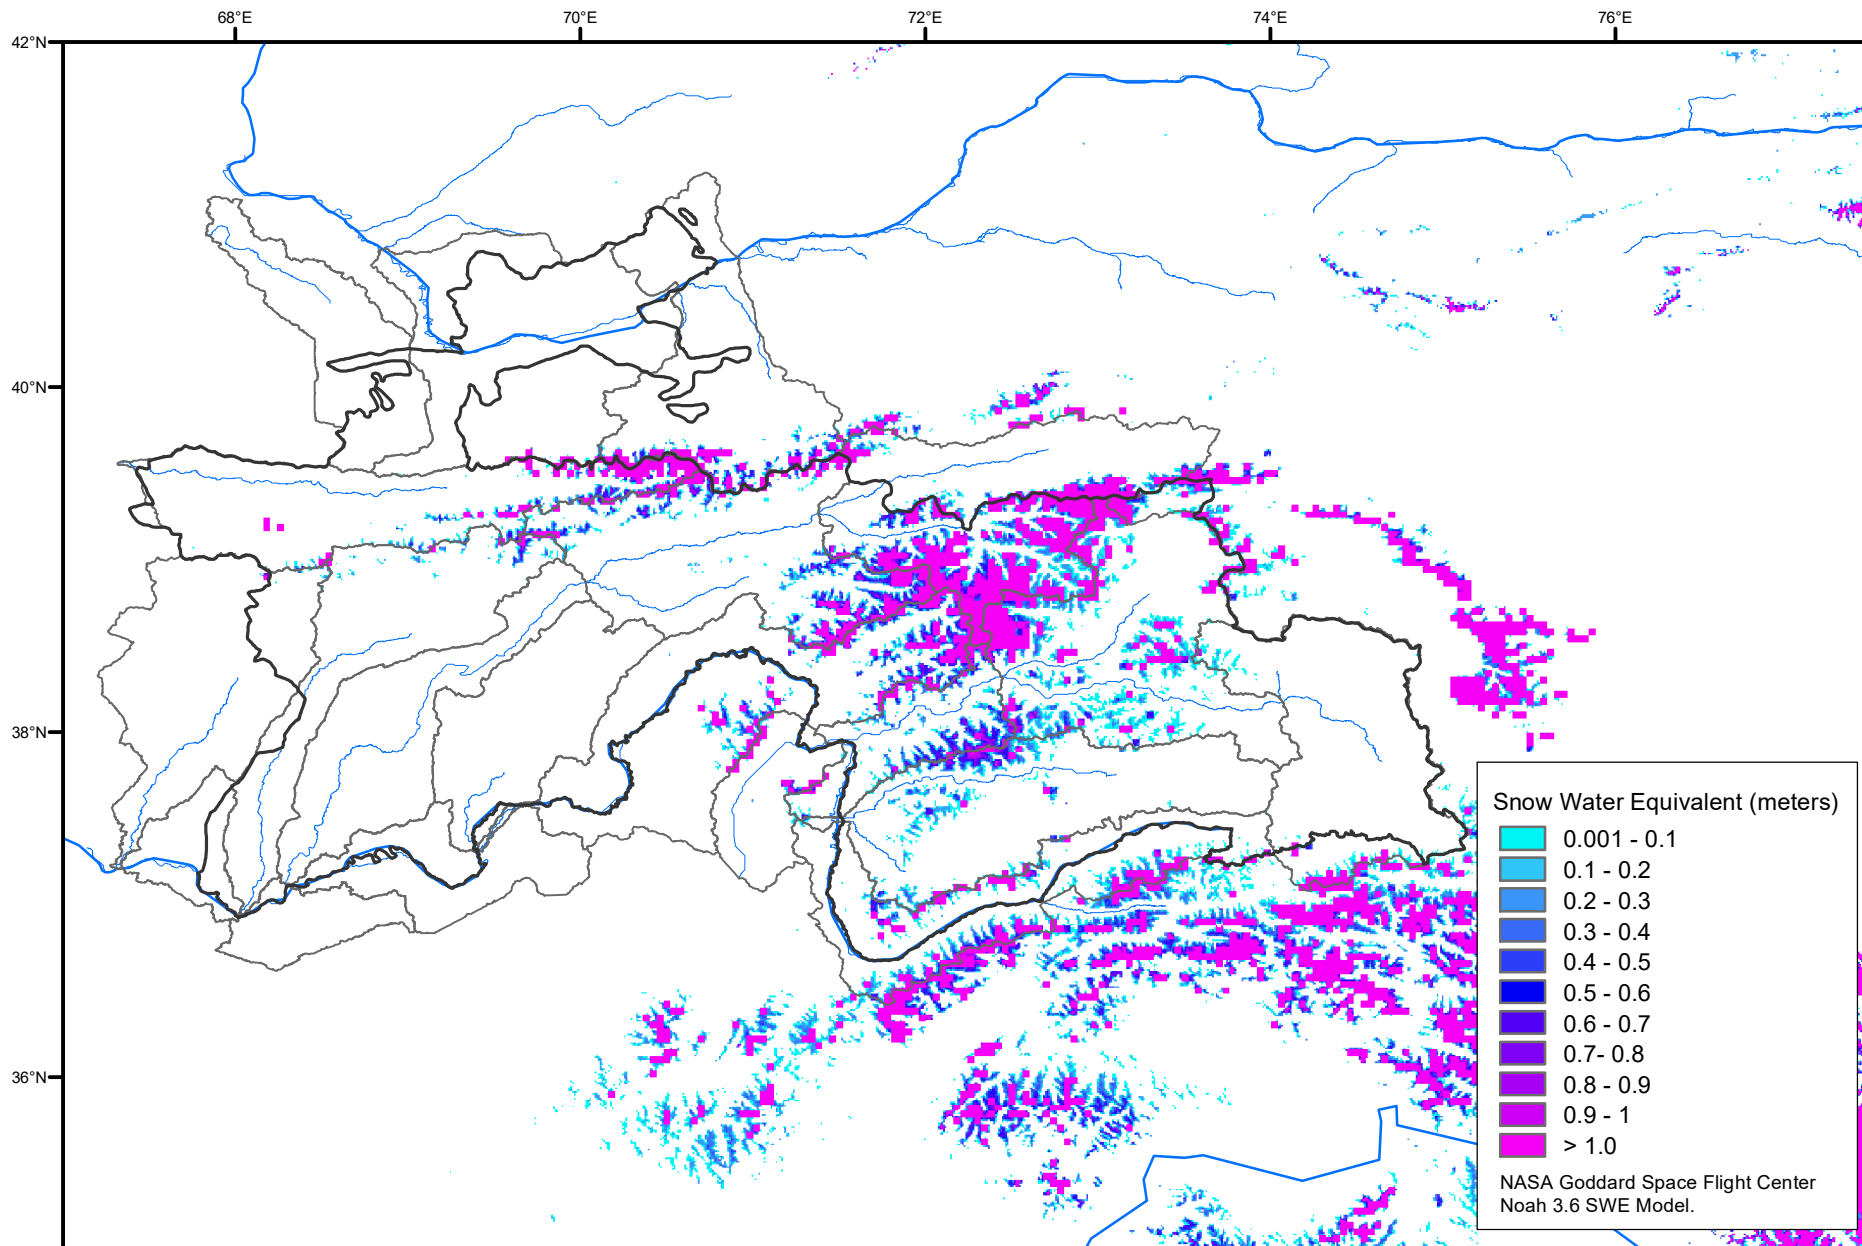 68°E
70°E
72°E
74°E
76°E
42°N
40°N
38°N
36°N
Snow Water Equivalent (meters)
0.001 - 0.1
0.1 - 0.2
0.2 - 0.3
0.3 - 0.4
0.4 - 0.5
0.5 - 0.6
0.6 - 0.7
0.7- 0.8
0.8 - 0.9
0.9 - 1
> 1.0
NASA Goddard Space Flight Center
Noah 3.6 SWE Model.